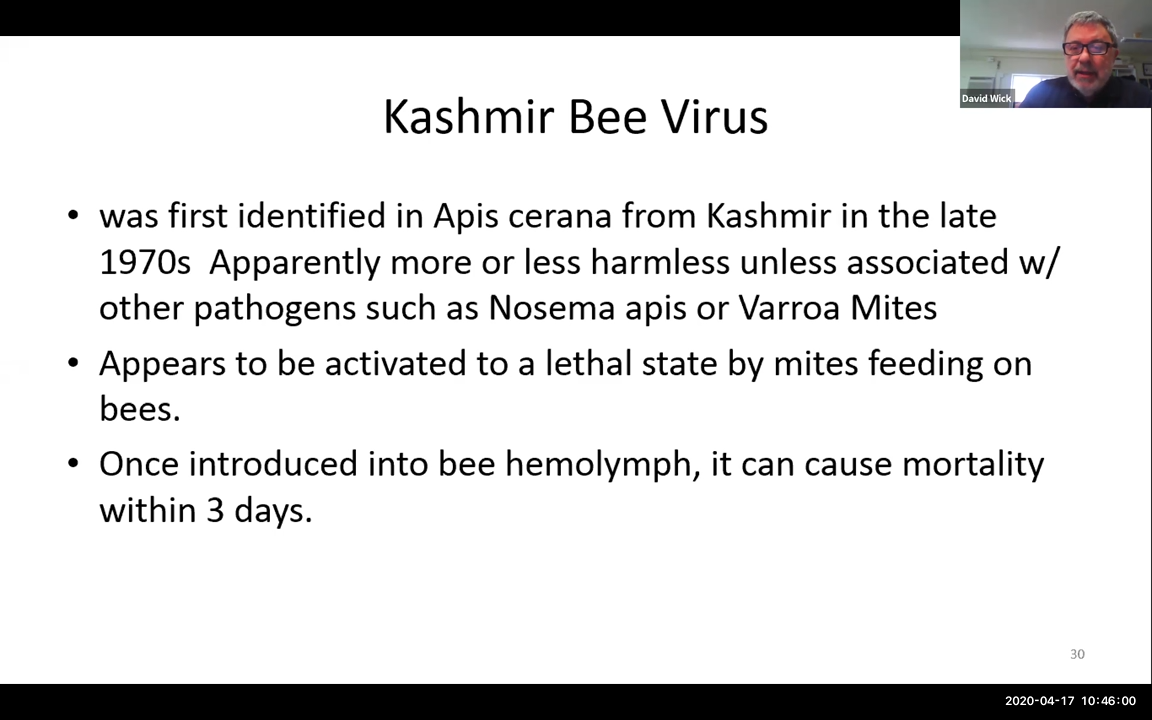 David Wick
Kashmir Bee Virus
• was first identified in Apis cerana from Kashmir in the late
1970s  Apparently more or less harmless unless associated w/
other pathogens such as Nosema apis or Varroa Mites
• Appears to be activated to a lethal state by mites feeding on
bees.
• Once introduced into bee hemolymph, it can cause mortality
within 3 days.
30
2020-04-17 10:46:00